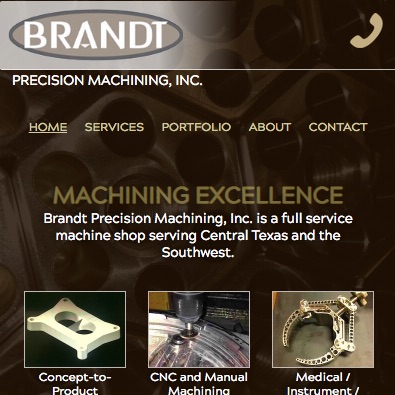 BRANDT
PRECISION MACHINING, INC.
HOME SERVICES PORTFOLIO ABOUT CONTACT
MACHINING EXCELLENCE
Brandt Precision Machining, Inc. is a full service
machine shop serving Central Texas and the
Southwest.
Concept-to-
Product
CNC and Manual
Machining
Medical /
Instrument /